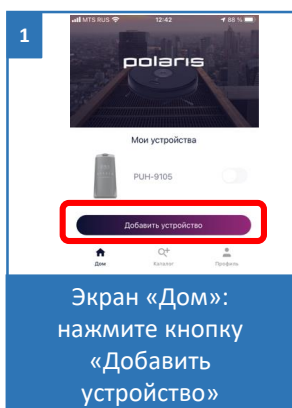 1
MTS RUS 12:42 88 %
polaris
Мои устройства
PUH-9105
Добавить устройство
Дом Каталог Профиль
Экран «Дом»:
нажмите кнопку
«Добавить
устройство»